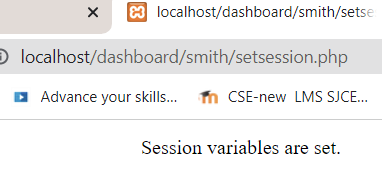 localhost/dashboard/smith/setse
localhost/dashboard/smith/setsession.php
Advance your skills... CSE-new LMS SJCE...
Session variables are set.